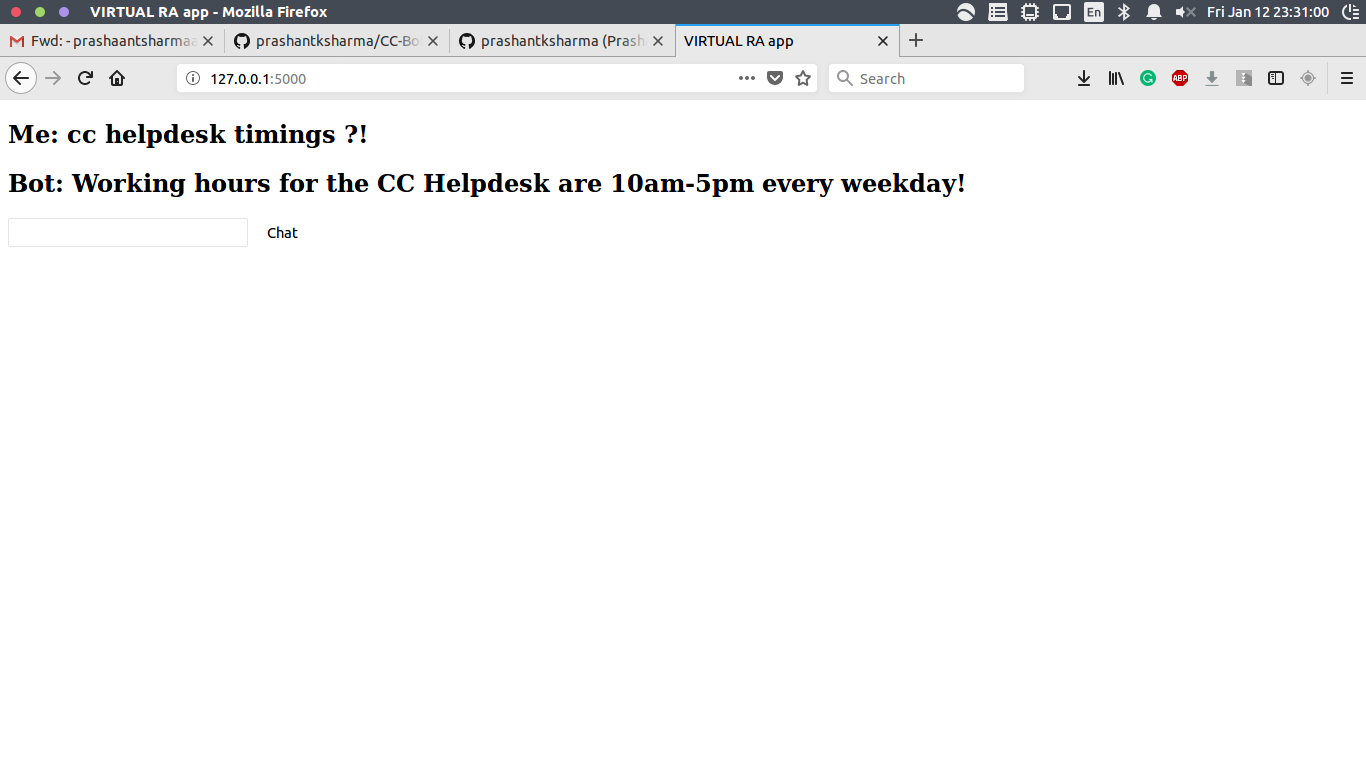 VIRTUAL RA app - Mozilla Firefox
En
Fri Jan 12 23:31:00
Fwd: - prashaantsharmaa
prashantksharma/CC-Bo
prashantksharma (Prash
VIRTUAL RA app
127.0.0.1:5000
Search
ABP
Me: cc helpdesk timings ?!
Bot: Working hours for the CC Helpdesk are 10am-5pm every weekday!
Chat